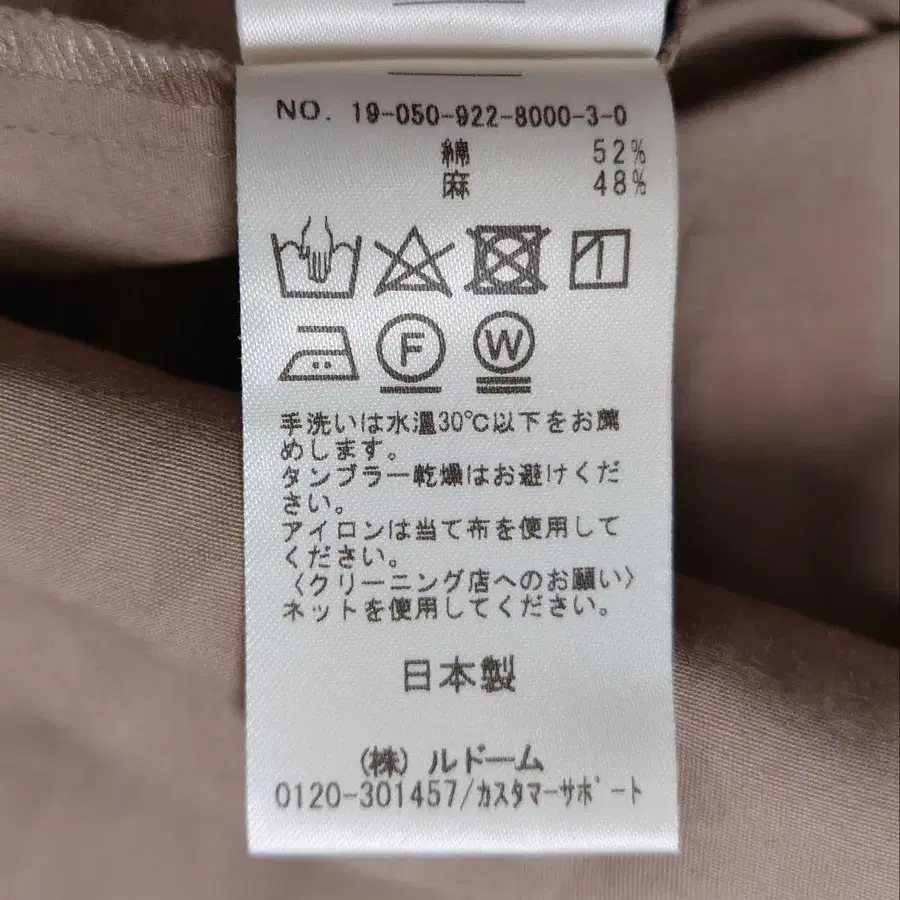 NO. 19-050-922-8000-3-0
綿 52%
麻 48%
F W
手洗いは水温30℃以下をお薦
めします。
タンブラー乾燥はお避けくだ
さい。
アイロンは当て布を使用して
ください。
〈クリーニング店へのお願い〉
ネットを使用してください。
日本製
(株) ルドーム
0120-301457/カスタマーサポート